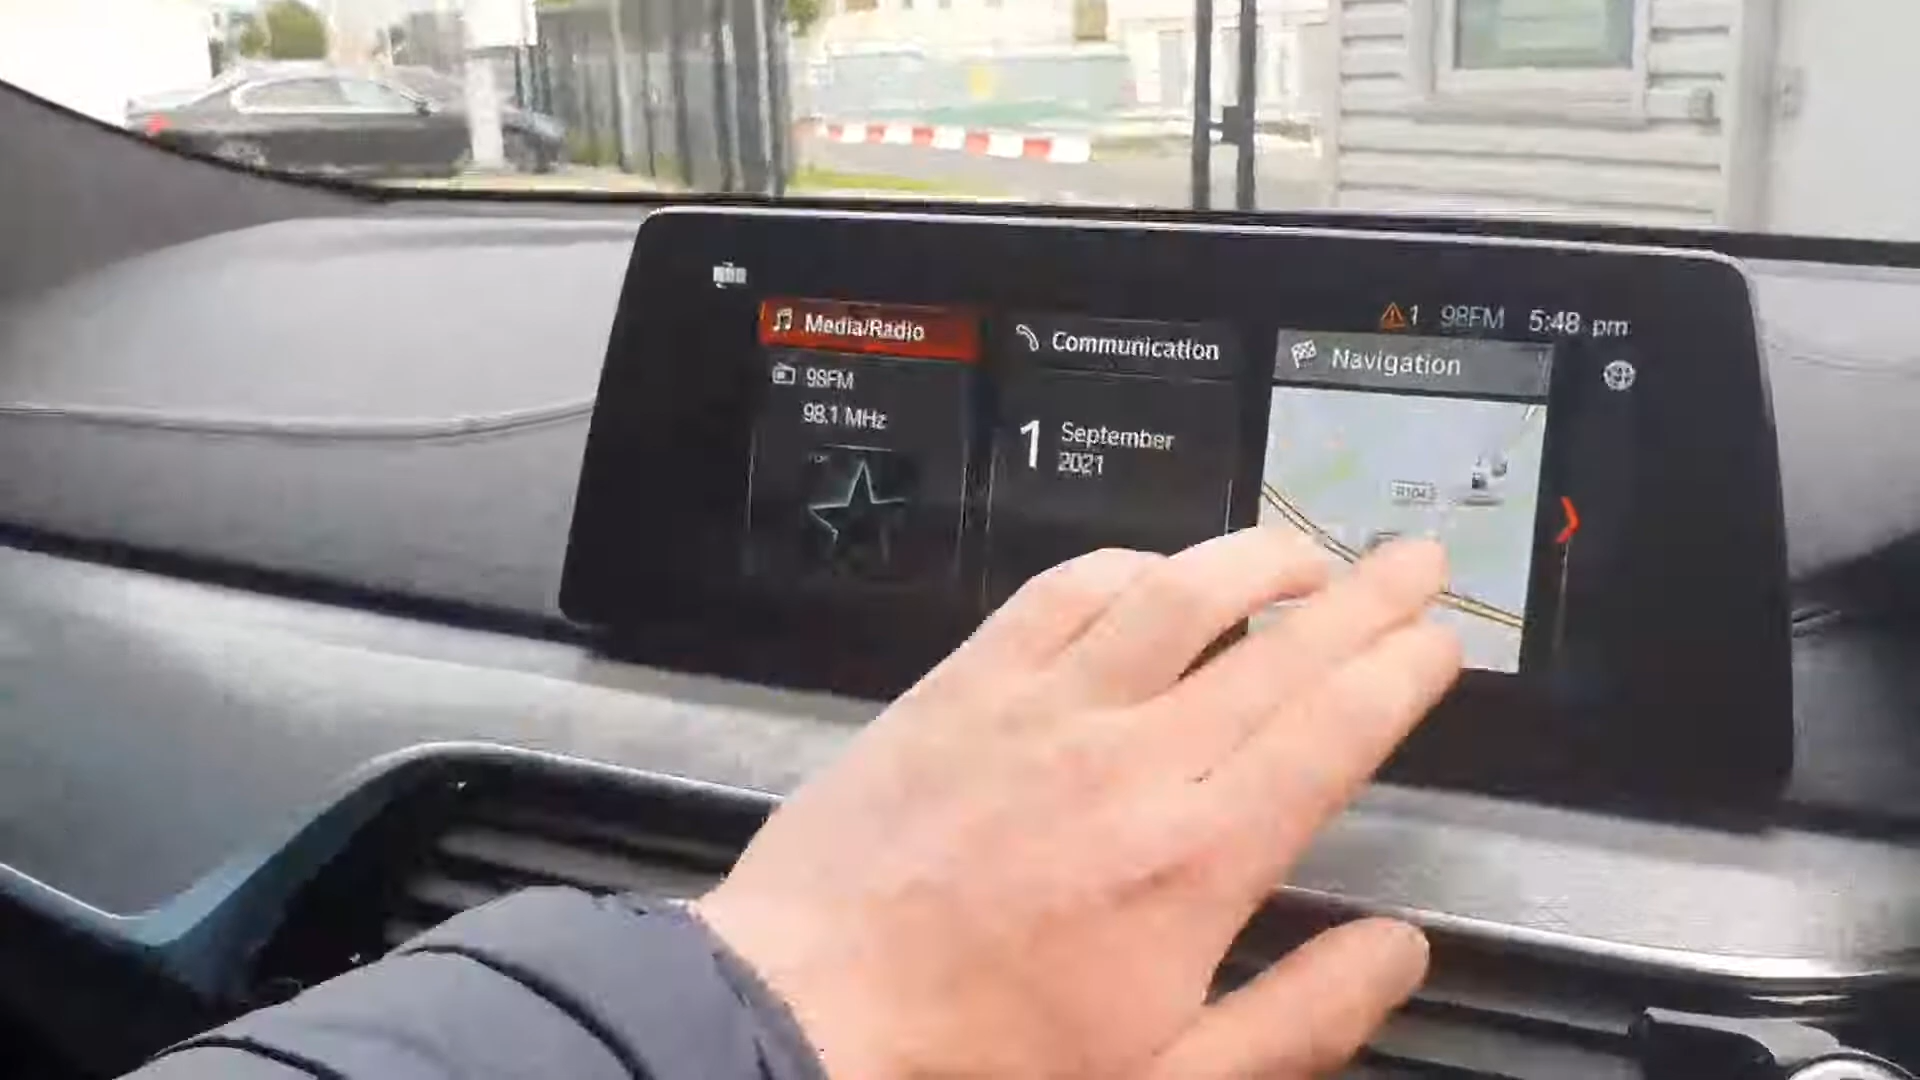 1 98FM 5:48 pm
Media/Radio
98FM
98.1 MHz
Communication
1 September
2021
Navigation